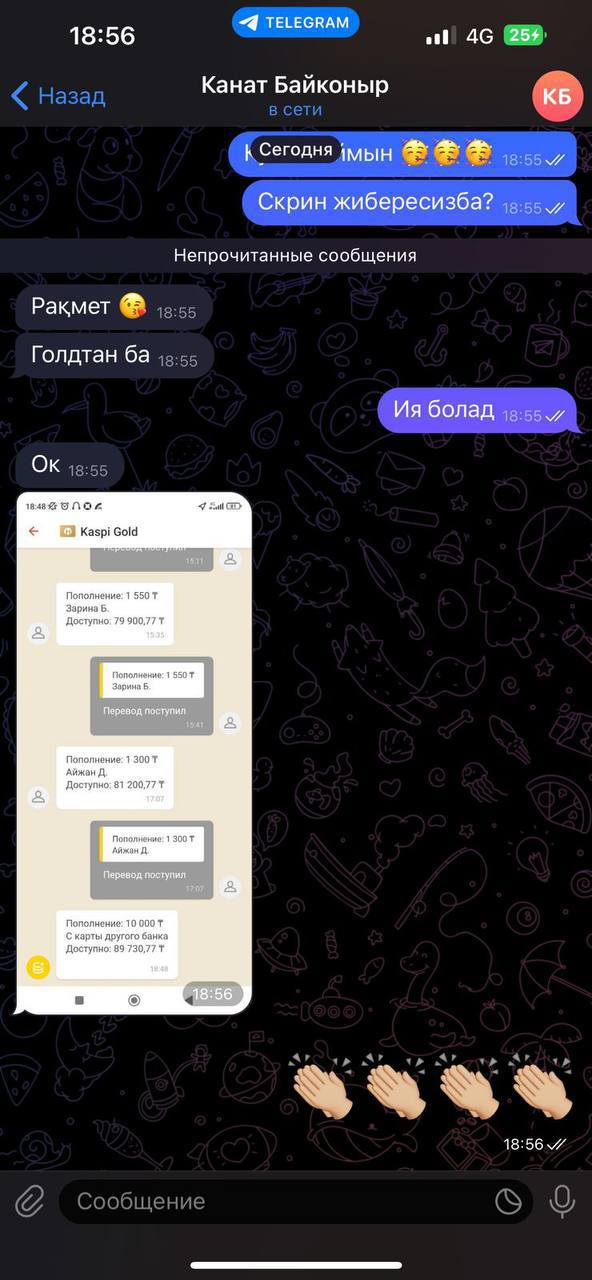 18:56
TELEGRAM
4G
25
Назад
Канат Байконыр
в сети
КБ
Сегодня
18:55
Скрин жибересизба?
18:55
Непрочитанные сообщения
Рақмет 😘 18:55
Голдтан ба 18:55
Ия болад 18:55
Ок 18:55
18:48
Kaspi Gold
Перевод поступил
15:11
Пополнение: 1 550 ₸
Зарина Б.
Доступно: 79 900,77 ₸
15:35
Пополнение: 1 550 ₸
Зарина Б.
Перевод поступил
15:41
Пополнение: 1 300 ₸
Айжан Д.
Доступно: 81 200,77 ₸
17:07
Пополнение: 1 300 ₸
Айжан Д.
Перевод поступил
17:07
Пополнение: 10 000 ₸
С карты другого банка
Доступно: 89 730,77 ₸
18:48
18:56
👏🏼👏🏼👏🏼👏🏼
18:56
Сообщение